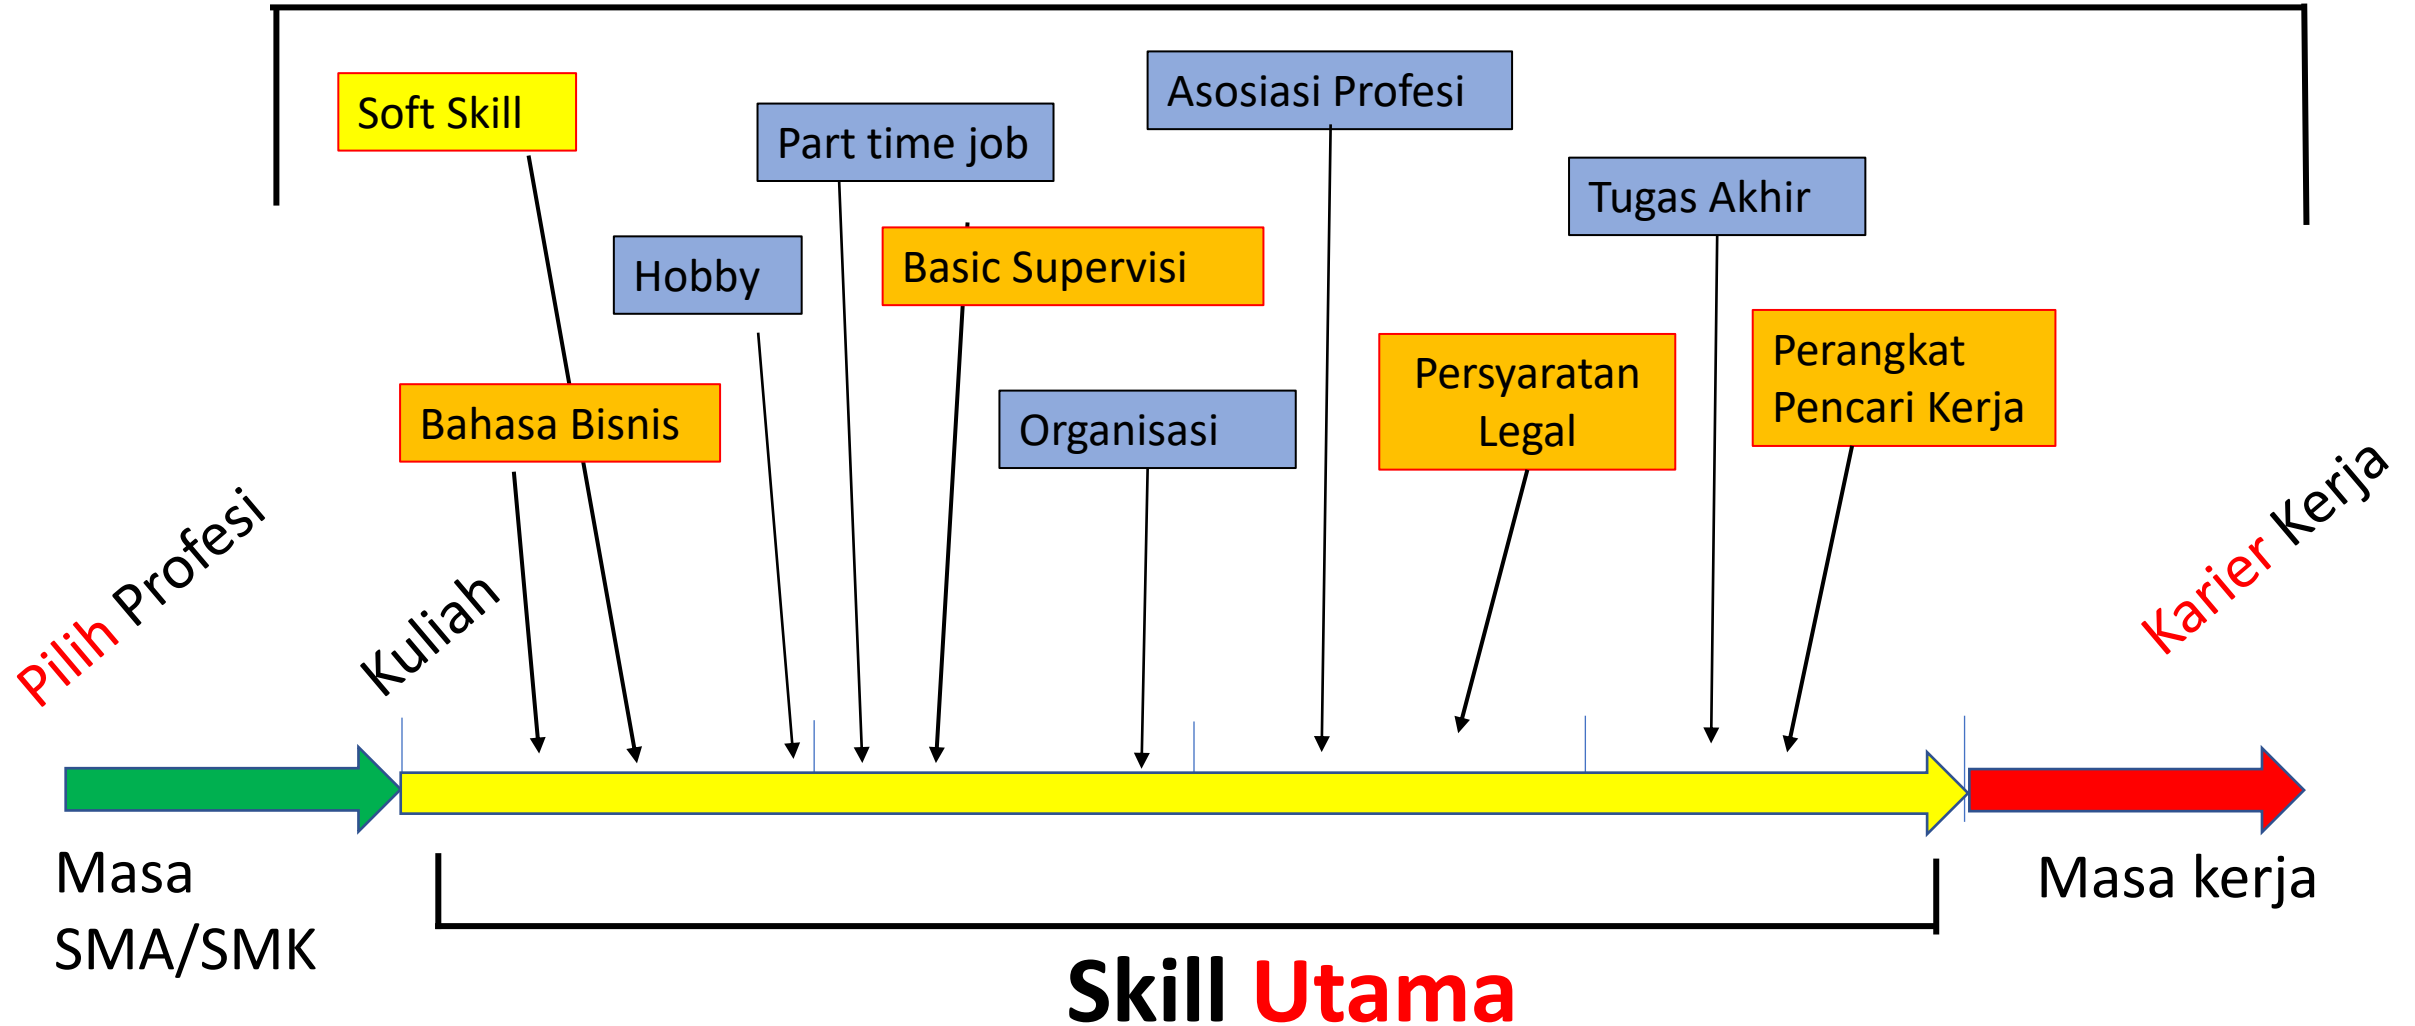 Soft Skill
Part time job
Asosiasi Profesi
Tugas Akhir
Hobby
Basic Supervisi
Bahasa Bisnis
Organisasi
Persyaratan
Legal
Perangkat
Pencari Kerja
Pilih Profesi
Kuliah
Karier Kerja
Masa
SMA/SMK
Masa kerja
Skill Utama